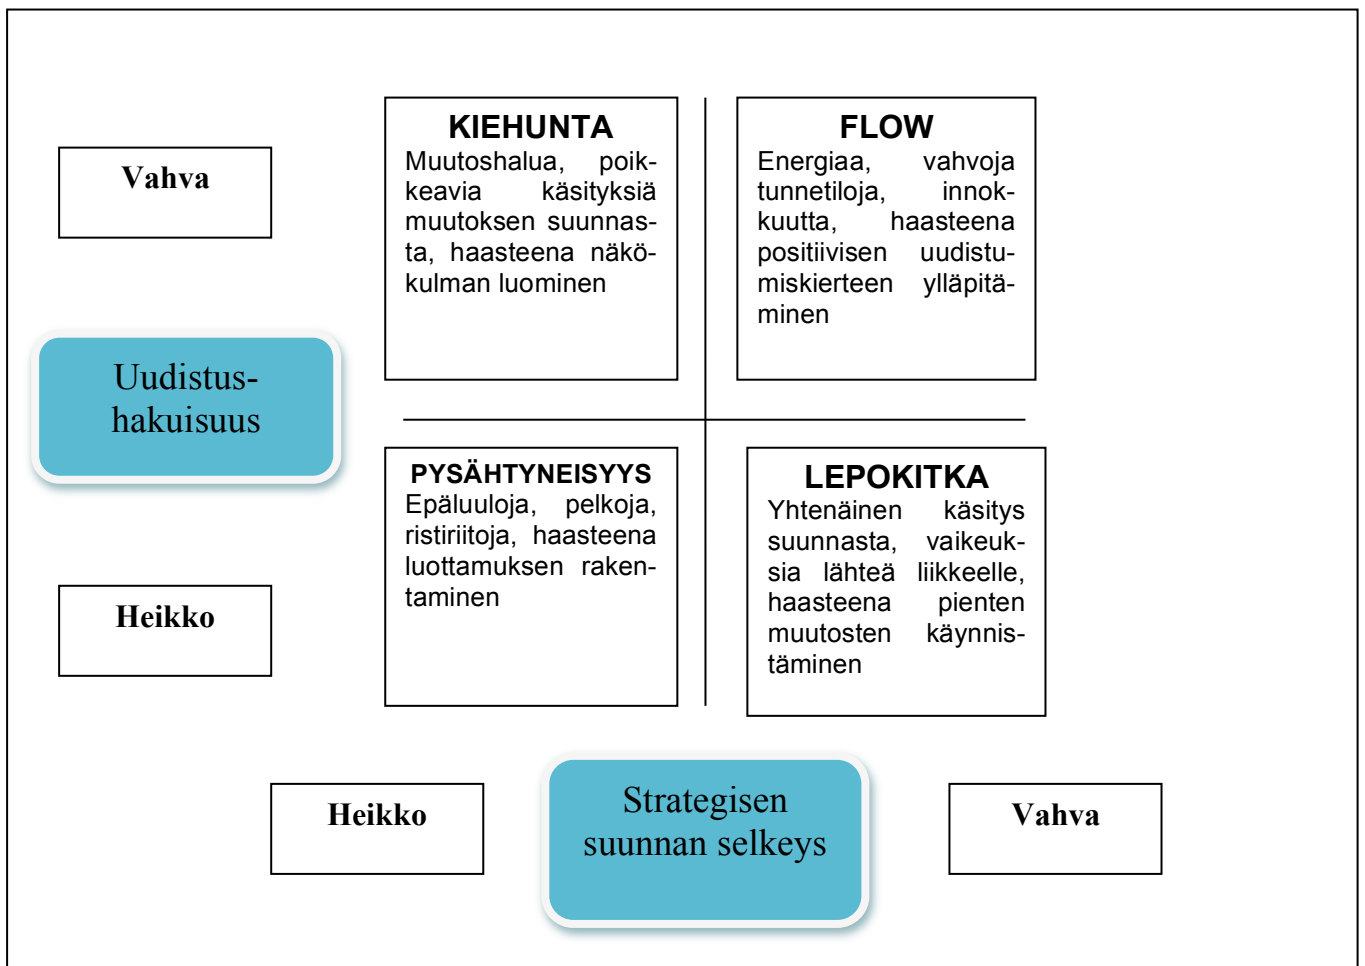 KIEHUNTA
Muutoshalua, poik-
keavia käsityksiä
muutoksen suunnas-
ta, haasteena näkö-
kulman luominen
FLOW
Energiaa, vahvoja
tunnetiloja, innok-
kuutta, haasteena
positiivisen uudistu-
miskierteen ylläpitä-
minen
Vahva
Uudistus-
hakuisuus
PYSÄHTYNEISYYS
Epäluuloja, pelkoja,
ristiriitoja, haasteena
luottamuksen raken-
taminen
LEPOKITKA
Yhtenäinen käsitys
suunnasta, vaikeuk-
sia lähteä liikkeelle,
haasteena pienten
muutosten käynnis-
täminen
Heikko
Heikko
Strategisen
suunnan selkeys
Vahva